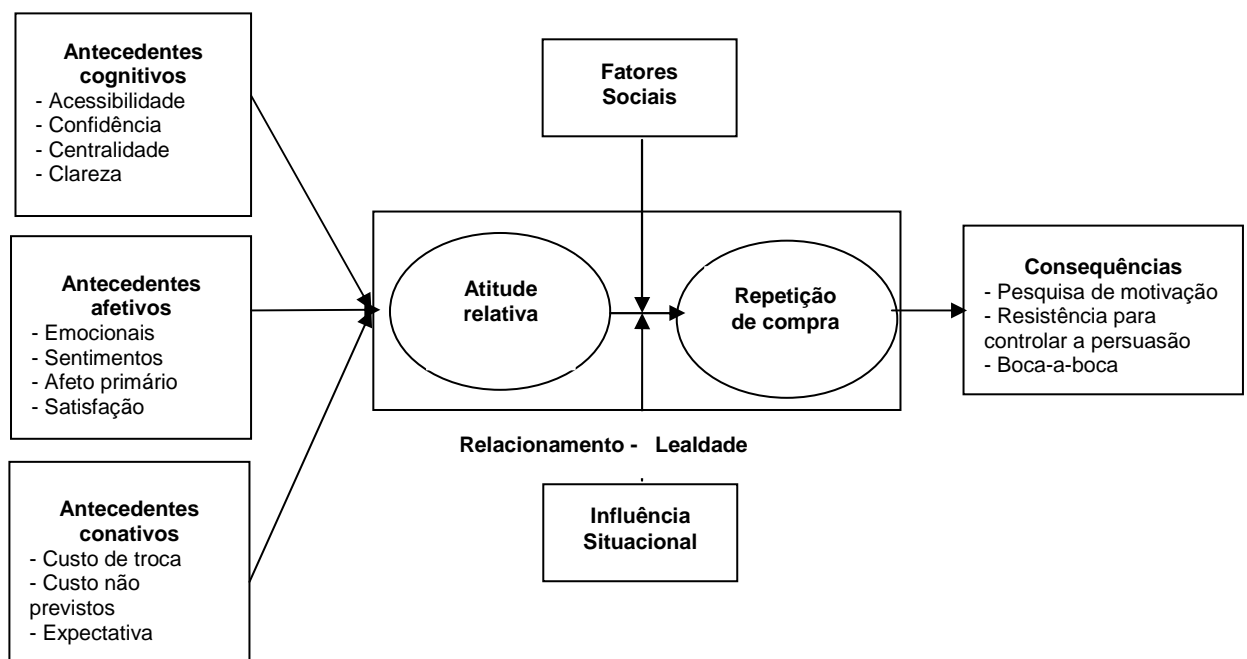 Antecedentes
cognitivos
- Acessibilidade
- Confidência
- Centralidade
- Clareza
Antecedentes
afetivos
- Emocionais
- Sentimentos
- Afeto primário
- Satisfação
Antecedentes
conativos
- Custo de troca
- Custo não
previstos
- Expectativa
Fatores
Sociais
Atitude
relativa
Repetição
de compra
Relacionamento - Lealdade
Influência
Situacional
Consequências
- Pesquisa de motivação
- Resistência para
controlar a persuasão
- Boca-a-boca